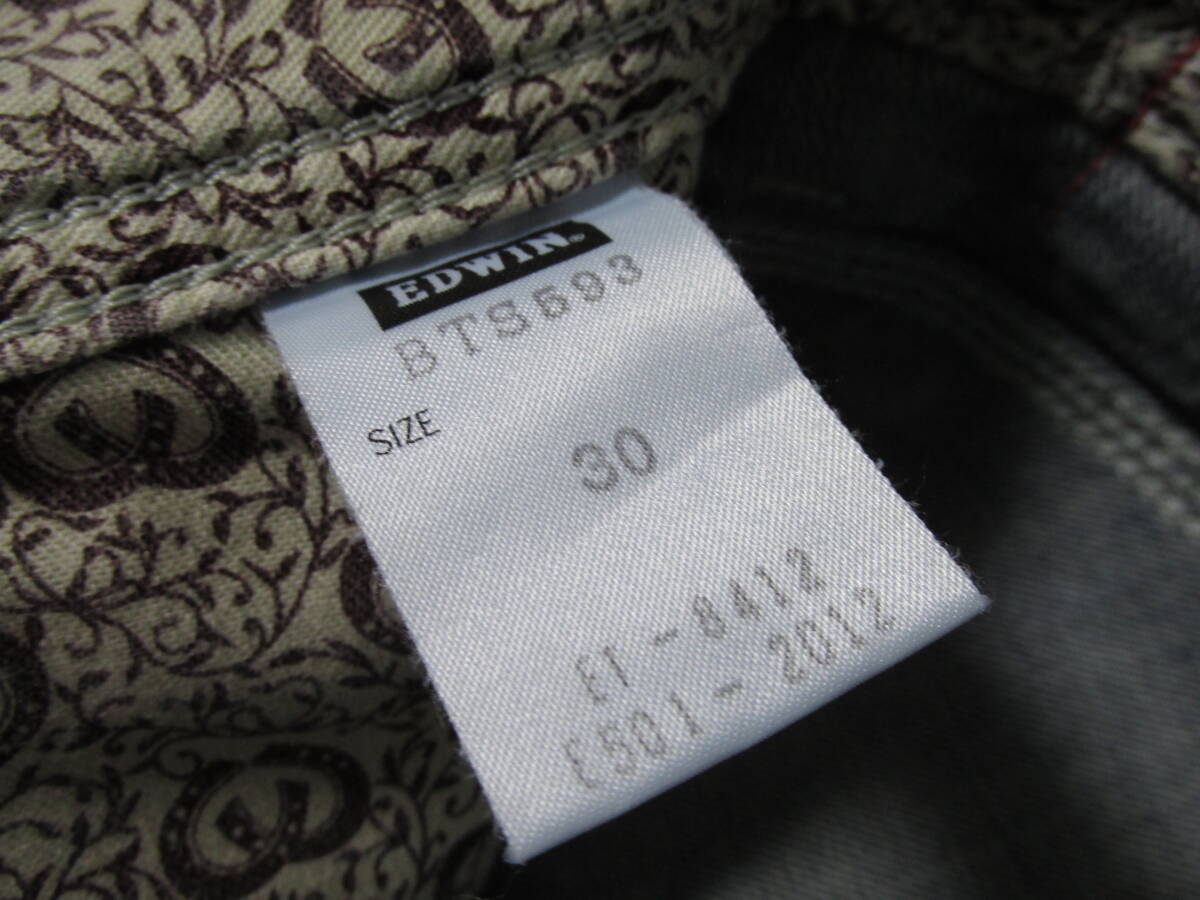 EDWIN
BTS593
SIZE
30
ET-8412
E501-2012